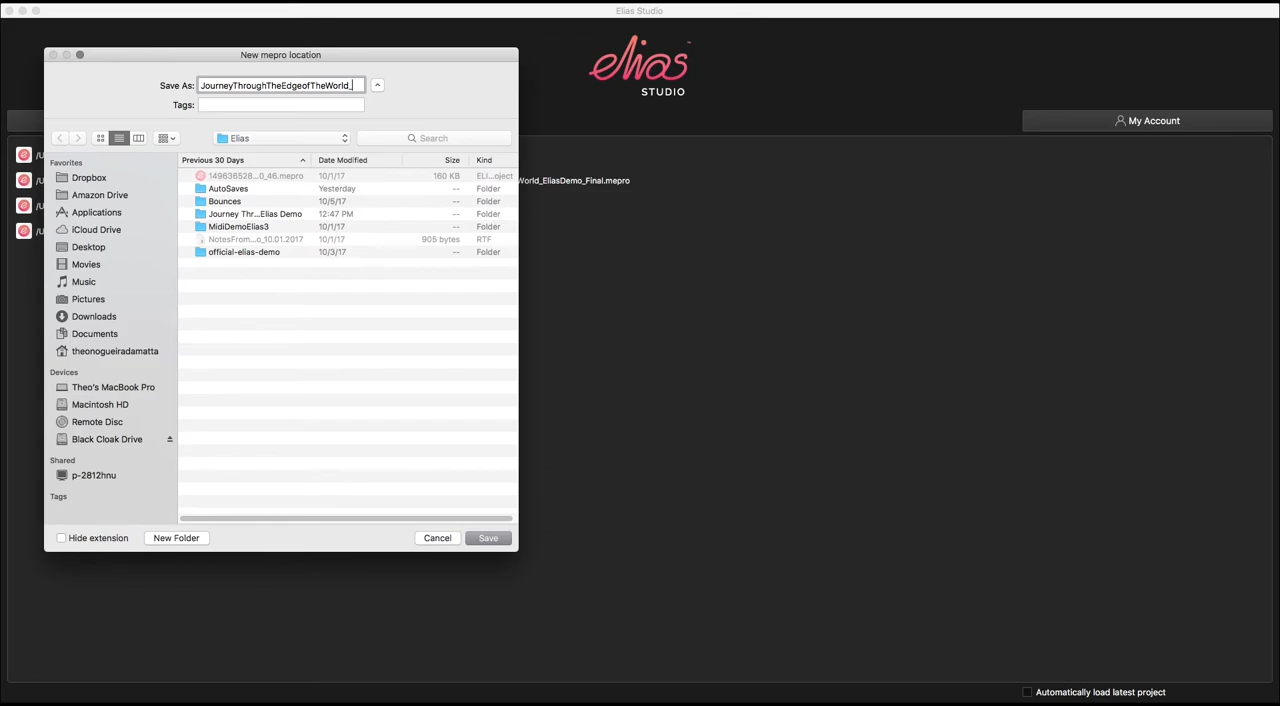 Elias Studio
New mepro location
elias™
STUDIO
Save As: JourneyThroughTheEdgeofTheWorld_
Tags:
My Account
Elias
Search
Favorites
Dropbox
Amazon Drive
Applications
iCloud Drive
Desktop
Movies
Music
Pictures
Downloads
Documents
theonogueiradamatta
Devices
Theo's MacBook Pro
Macintosh HD
Remote Disc
Black Cloak Drive
Shared
p-2812hnu
Tags
Previous 30 Days Date Modified Size Kind
149636528...0_46.mepro 10/1/17 160 KB ELI...oject
AutoSaves Yesterday -- Folder
Bounces 10/5/17 -- Folder
Journey Thr...Elias Demo 12:47 PM -- Folder
MidiDemoElias3 10/1/17 -- Folder
NotesFrom...o_10.01.2017 10/1/17 905 bytes RTF
official-elias-demo 10/3/17 -- Folder
/U
/U
World_EliasDemo_Final.mepro
/U
/U
Hide extension New Folder Cancel Save
Automatically load latest project